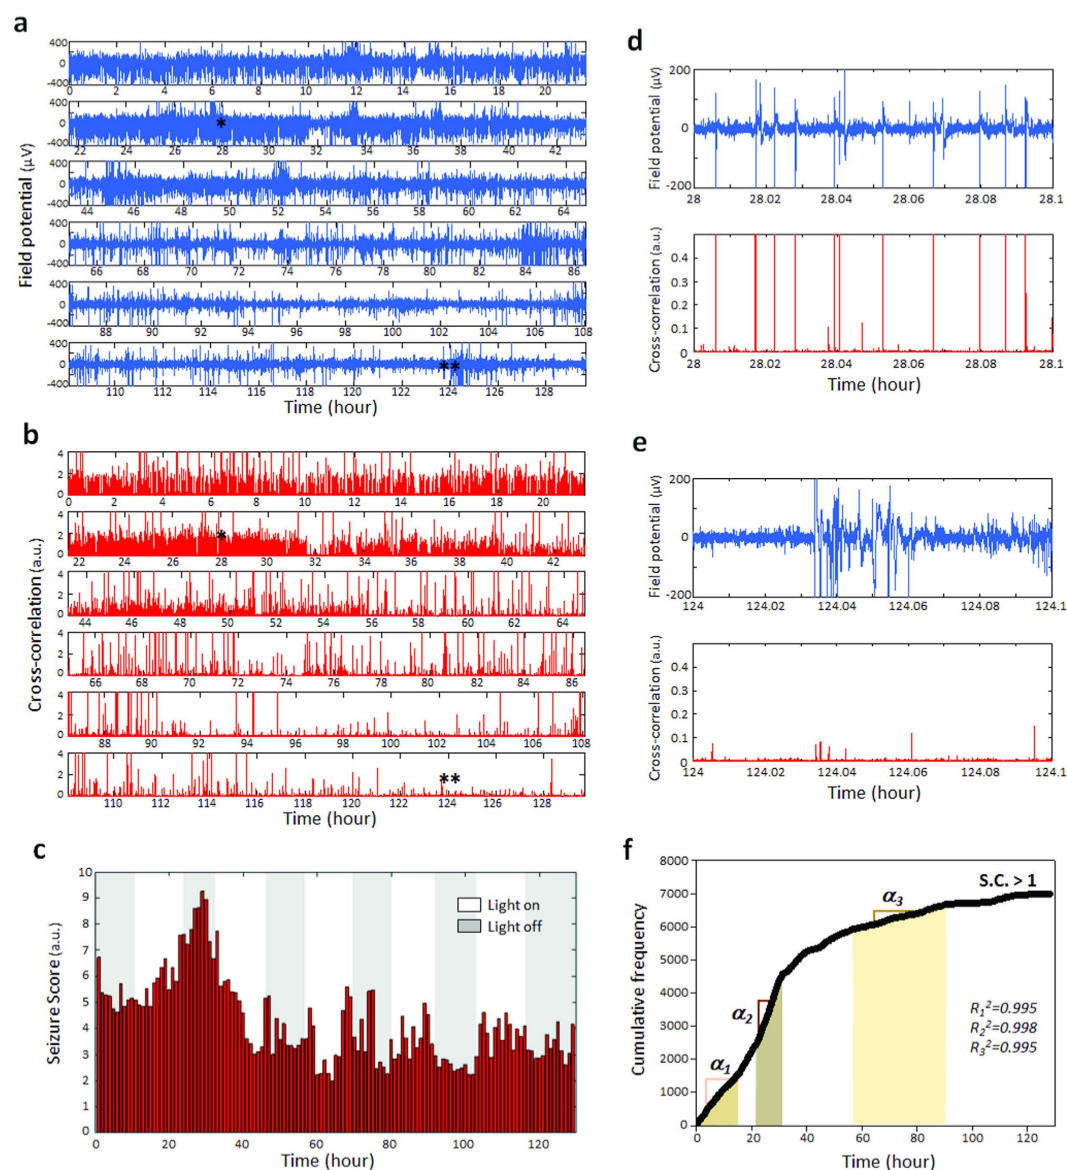 a
400
0
-400
0 2 4 6 8 10 12 14 16 18 20
400
0
-400
*
22 24 26 28 30 32 34 36 38 40 42
400
0
-400
44 46 48 50 52 54 56 58 60 62 64
400
0
-400
66 68 70 72 74 76 78 80 82 84 86
400
0
-400
88 90 92 94 96 98 100 102 104 106 108
400
0
-400
**
110 112 114 116 118 120 122 124 126 128
Field potential (μV)
Time (hour)
b
4
2
0
0 2 4 6 8 10 12 14 16 18 20
4
2
0
*
22 24 26 28 30 32 34 36 38 40 42
4
2
0
44 46 48 50 52 54 56 58 60 62 64
4
2
0
66 68 70 72 74 76 78 80 82 84 86
4
2
0
88 90 92 94 96 98 100 102 104 106 108
4
2
0
**
110 112 114 116 118 120 122 124 126 128
Cross-correlation (a.u.)
Time (hour)
c
10
9
8
7
6
5
4
3
2
1
0
Seizure Score (a.u.)
Light on
Light off
0 20 40 60 80 100 120
Time (hour)
d
200
0
-200
Field potential (μV)
28 28.02 28.04 28.06 28.08 28.1
0.5
0.4
0.3
0.2
0.1
0
Cross-correlation (a.u.)
28 28.02 28.04 28.06 28.08 28.1
Time (hour)
e
200
0
-200
Field potential (μV)
124 124.02 124.04 124.06 124.08 124.1
0.5
0.4
0.3
0.2
0.1
0
Cross-correlation (a.u.)
124 124.02 124.04 124.06 124.08 124.1
Time (hour)
f
8000
7000
6000
5000
4000
3000
2000
1000
0
Cumulative frequency
S.C. > 1
α3
α2
α1
R1²=0.995
R2²=0.998
R3²=0.995
0 20 40 60 80 100 120
Time (hour)